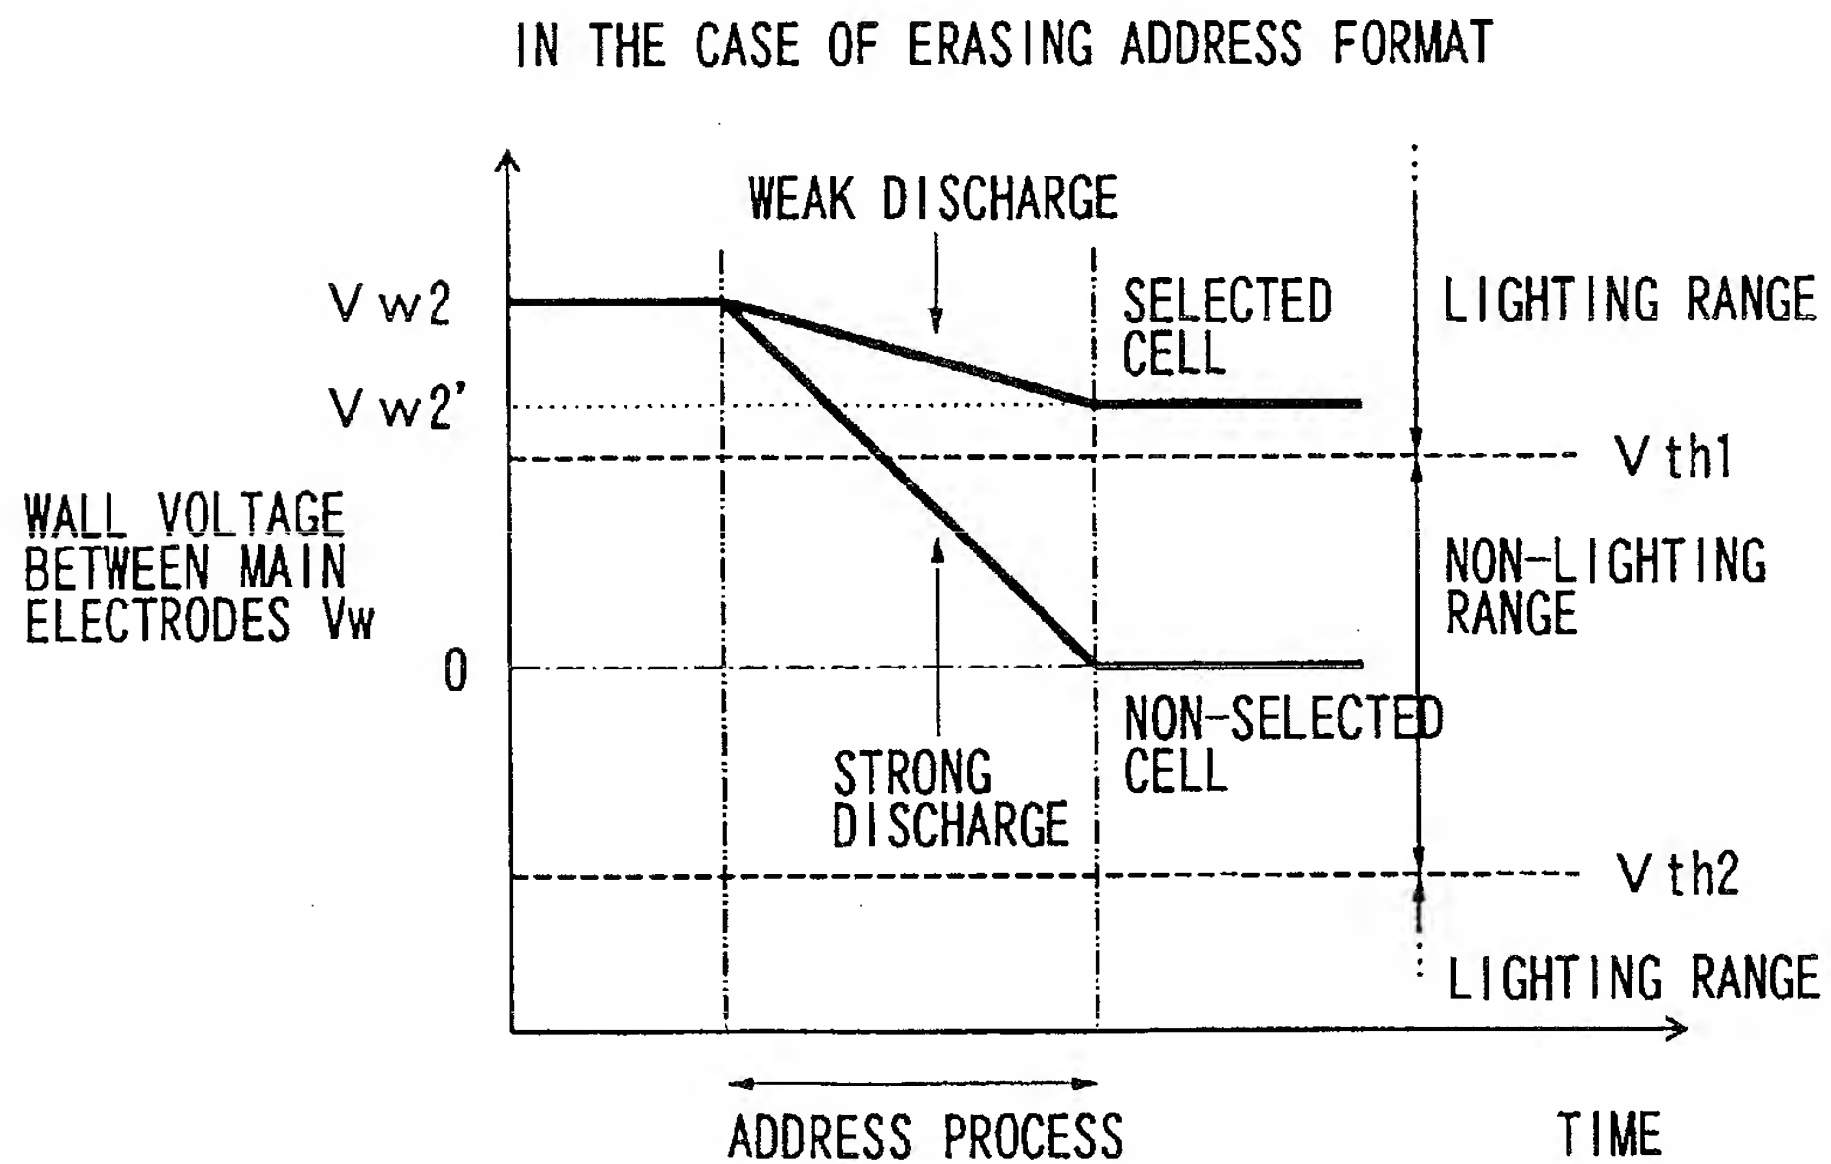 IN THE CASE OF ERASING ADDRESS FORMAT
WEAK DISCHARGE
Vw2
SELECTED
CELL
LIGHTING RANGE
Vw2'
Vth1
WALL VOLTAGE
BETWEEN MAIN
ELECTRODES Vw
NON-LIGHTING
RANGE
0
NON-SELECTED
CELL
STRONG
DISCHARGE
Vth2
LIGHTING RANGE
ADDRESS PROCESS
TIME